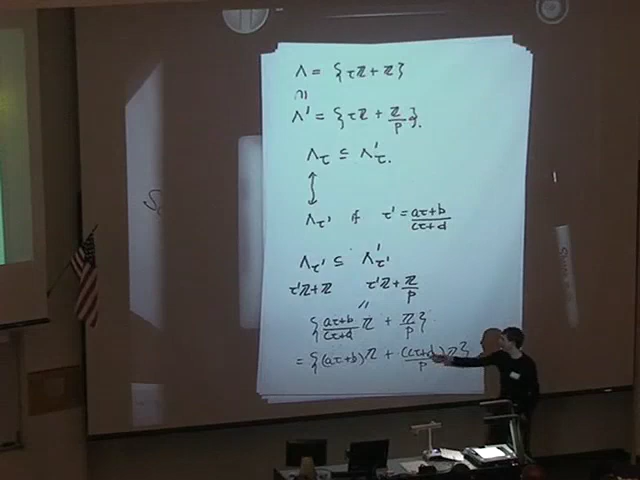 Λ = {τℤ + ℤ}
∩|
Λ' = {τℤ + ℤ/p}.
Λ_τ ⊆ Λ'_τ.
↕
Λ_τ' if τ' = (aτ+b)/(cτ+d)
Λ_τ' ⊆ Λ'_τ'
τ'ℤ+ℤ τ'ℤ+ℤ/p
||
{(aτ+b)/(cτ+d) ℤ + ℤ/p}
= {(aτ+b)ℤ + (cτ+d)/p ℤ}